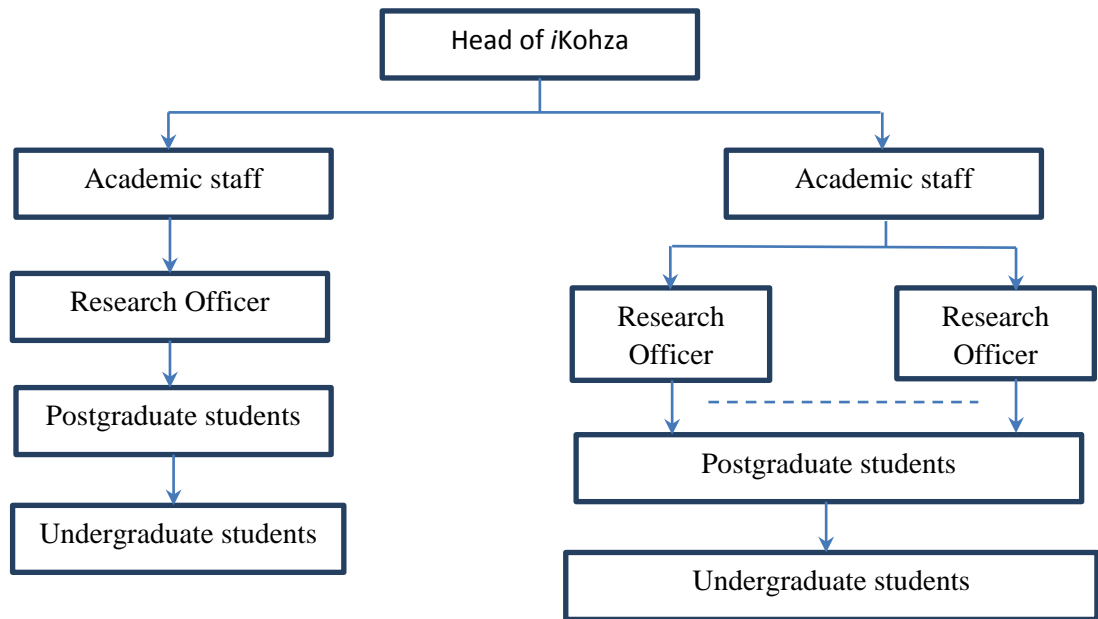 Head of iKohza
Academic staff
Academic staff
Research Officer
Research
Officer
Research
Officer
Postgraduate students
Postgraduate students
Undergraduate students
Undergraduate students